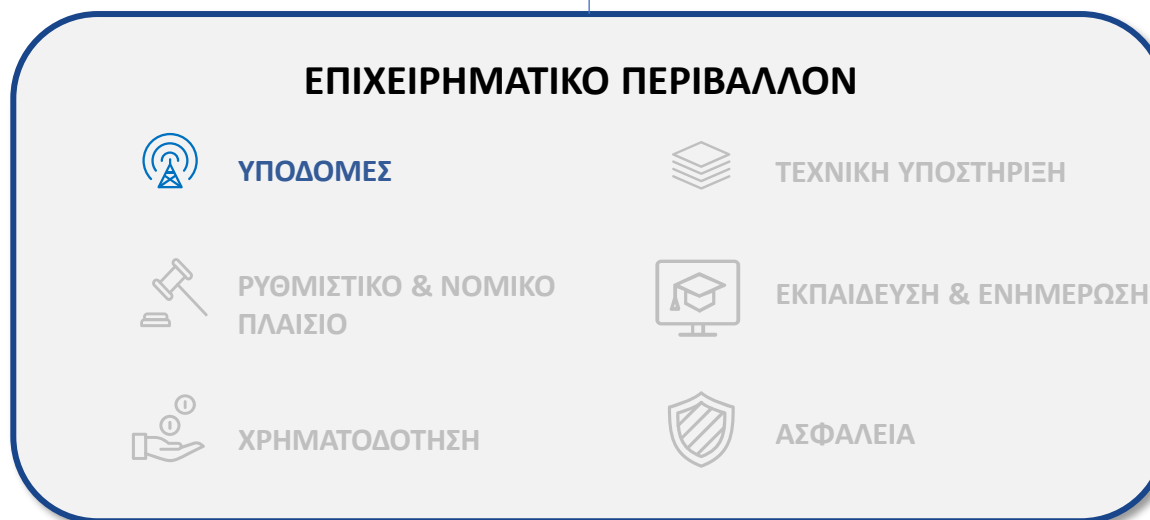 ΕΠΙΧΕΙΡΗΜΑΤΙΚΟ ΠΕΡΙΒΑΛΛΟΝ
ΥΠΟΔΟΜΕΣ
ΤΕΧΝΙΚΗ ΥΠΟΣΤΗΡΙΞΗ
ΡΥΘΜΙΣΤΙΚΟ & ΝΟΜΙΚΟ
ΠΛΑΙΣΙΟ
ΕΚΠΑΙΔΕΥΣΗ & ΕΝΗΜΕΡΩΣΗ
ΧΡΗΜΑΤΟΔΟΤΗΣΗ
ΑΣΦΑΛΕΙΑ